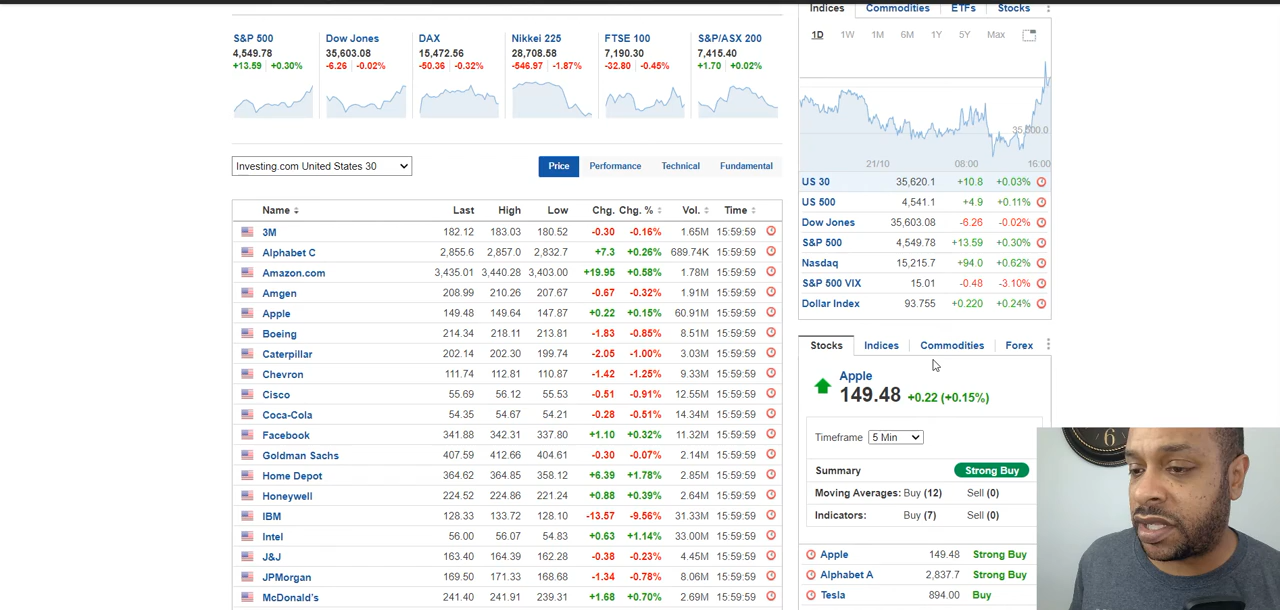 S&P 500
4,549.78
+13.59 +0.30%
Dow Jones
35,603.08
-6.26 -0.02%
DAX
15,472.56
-50.36 -0.32%
Nikkei 225
28,708.58
-546.97 -1.87%
FTSE 100
7,190.30
-32.80 -0.45%
S&P/ASX 200
7,415.40
+1.70 +0.02%
Investing.com United States 30
Price Performance Technical Fundamental
Name Last High Low Chg. Chg. % Vol. Time
3M 182.12 183.03 180.52 -0.30 -0.16% 1.65M 15:59:59
Alphabet C 2,855.6 2,857.0 2,832.7 +7.3 +0.26% 689.74K 15:59:59
Amazon.com 3,435.01 3,440.28 3,403.00 +19.95 +0.58% 1.78M 15:59:59
Amgen 208.99 210.26 207.67 -0.67 -0.32% 1.91M 15:59:59
Apple 149.48 149.64 147.87 +0.22 +0.15% 60.91M 15:59:59
Boeing 214.34 218.11 213.81 -1.83 -0.85% 8.51M 15:59:59
Caterpillar 202.14 202.30 199.74 -2.05 -1.00% 3.03M 15:59:59
Chevron 111.74 112.81 110.87 -1.42 -1.25% 9.33M 15:59:59
Cisco 55.69 56.12 55.53 -0.51 -0.91% 12.55M 15:59:59
Coca-Cola 54.35 54.67 54.21 -0.28 -0.51% 14.34M 15:59:59
Facebook 341.88 342.31 337.80 +1.10 +0.32% 11.32M 15:59:59
Goldman Sachs 407.59 412.66 404.61 -0.30 -0.07% 2.14M 15:59:59
Home Depot 364.62 364.85 358.12 +6.39 +1.78% 2.85M 15:59:59
Honeywell 224.52 224.86 221.24 +0.88 +0.39% 2.64M 15:59:59
IBM 128.33 133.72 128.10 -13.57 -9.56% 31.33M 15:59:59
Intel 56.00 56.07 54.83 +0.63 +1.14% 33.00M 15:59:59
J&J 163.40 164.39 162.28 -0.38 -0.23% 4.45M 15:59:59
JPMorgan 169.50 171.33 168.68 -1.34 -0.78% 8.06M 15:59:59
McDonald's 241.40 241.91 239.31 +1.68 +0.70% 2.69M 15:59:59
Indices Commodities ETFs Stocks
1D 1W 1M 6M 1Y 5Y Max
21/10 08:00 16:00
US 30 35,620.1 +10.8 +0.03%
US 500 4,541.1 +4.9 +0.11%
Dow Jones 35,603.08 -6.26 -0.02%
S&P 500 4,549.78 +13.59 +0.30%
Nasdaq 15,215.7 +94.0 +0.62%
S&P 500 VIX 15.01 -0.48 -3.10%
Dollar Index 93.755 +0.220 +0.24%
Stocks Indices Commodities Forex
Apple
149.48 +0.22 (+0.15%)
Timeframe 5 Min
Summary Strong Buy
Moving Averages: Buy (12) Sell (0)
Indicators: Buy (7) Sell (0)
Apple 149.48 Strong Buy
Alphabet A 2,837.7 Strong Buy
Tesla 894.00 Buy
6